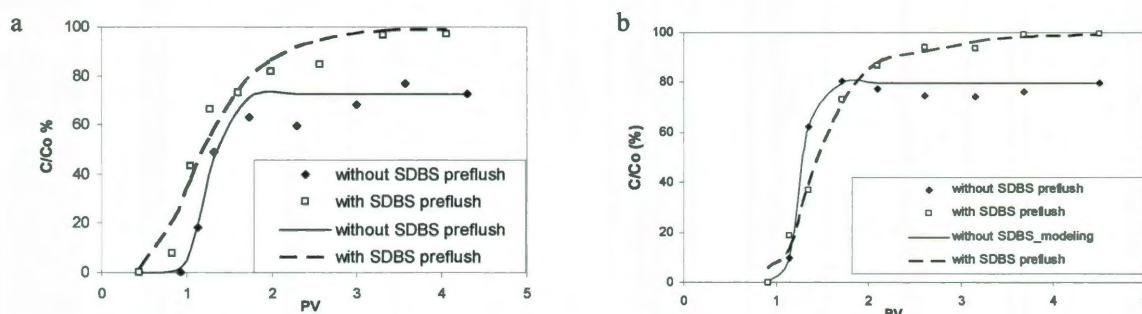 a
C/Co %
100
80
60
40
20
0
without SDBS preflush
with SDBS preflush
without SDBS preflush
with SDBS preflush
0 1 2 3 4 5
PV
b
C/Co (%)
100
80
60
40
20
0
without SDBS preflush
with SDBS preflush
without SDBS_modeling
with SDBS preflush
0 1 2 3 4
PV